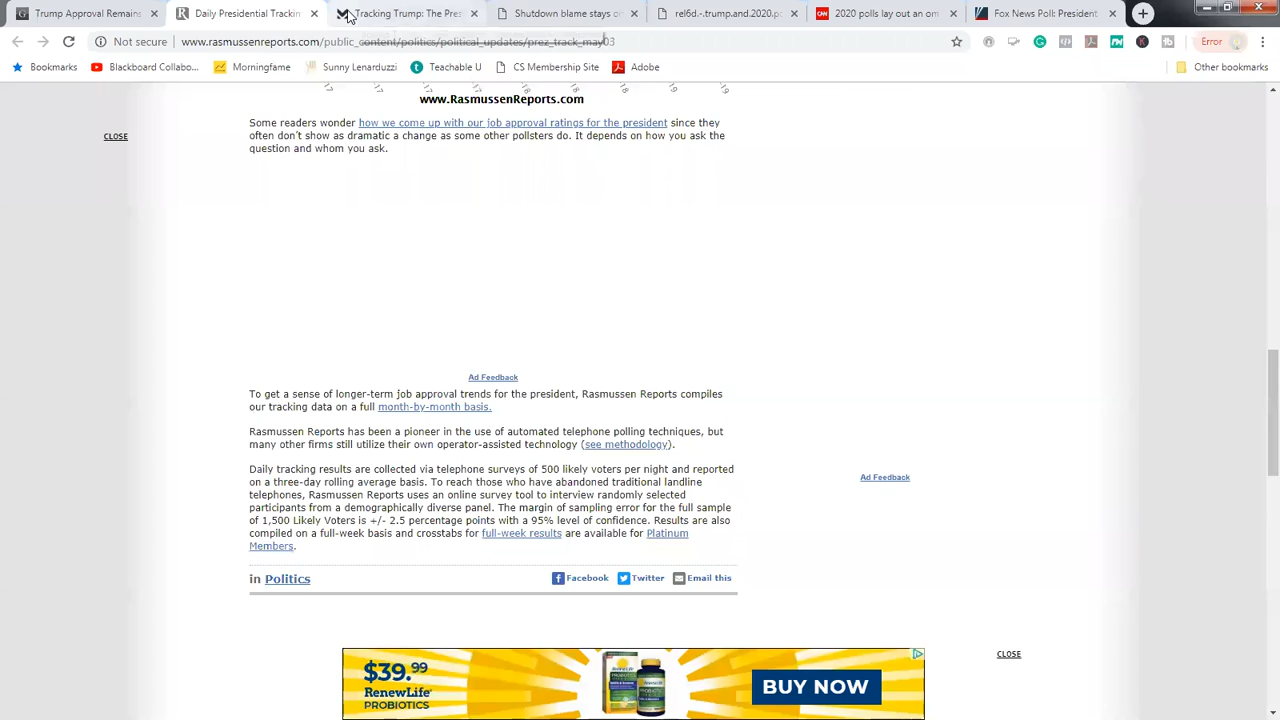 Trump Approval Remains
Daily Presidential Trackin
Tracking Trump: The Pres
Shutdown blame stays o
rel6d.-.trump.and.2020.pd
2020 polls lay out an om
Fox News Poll: President
Not secure
www.rasmussenreports.com/public_content/politics/political_updates/prez_track_may03
Error
Bookmarks
Blackboard Collabo...
Morningfame
Sunny Lenarduzzi
Teachable U
CS Membership Site
Adobe
Other bookmarks
-17 -17 -18 -18 -19 -19
www.RasmussenReports.com
CLOSE
Some readers wonder how we come up with our job approval ratings for the president since they
often don't show as dramatic a change as some other pollsters do. It depends on how you ask the
question and whom you ask.
Ad Feedback
To get a sense of longer-term job approval trends for the president, Rasmussen Reports compiles
our tracking data on a full month-by-month basis.
Rasmussen Reports has been a pioneer in the use of automated telephone polling techniques, but
many other firms still utilize their own operator-assisted technology (see methodology).
Daily tracking results are collected via telephone surveys of 500 likely voters per night and reported
on a three-day rolling average basis. To reach those who have abandoned traditional landline
telephones, Rasmussen Reports uses an online survey tool to interview randomly selected
participants from a demographically diverse panel. The margin of sampling error for the full sample
of 1,500 Likely Voters is +/- 2.5 percentage points with a 95% level of confidence. Results are also
compiled on a full-week basis and crosstabs for full-week results are available for Platinum
Members.
Ad Feedback
in Politics
Facebook
Twitter
Email this
CLOSE
$39.99
RenewLife
PROBIOTICS
BUY NOW